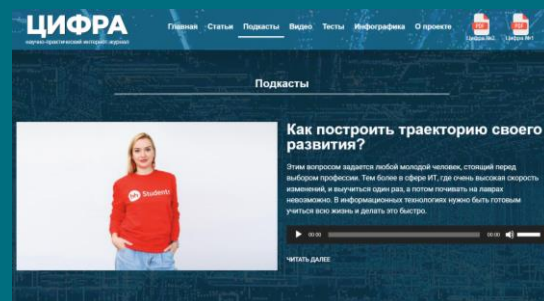 ЦИФРА
научно-практический интернет-журнал
Главная Статьи Подкасты Видео Тесты Инфографика О проекте
PDF PDF
Цифра №2 Цифра №1
Подкасты
hh Students
Как построить траекторию своего
развития?
Этим вопросом задается любой молодой человек, стоящий перед
выбором профессии. Тем более в сфере ИТ, где очень высокая скорость
изменений, и выучиться один раз, а потом почивать на лаврах
невозможно. В информационных технологиях нужно быть готовым
учиться всю жизнь и делать это быстро.
00:00 00:00
ЧИТАТЬ ДАЛЕЕ